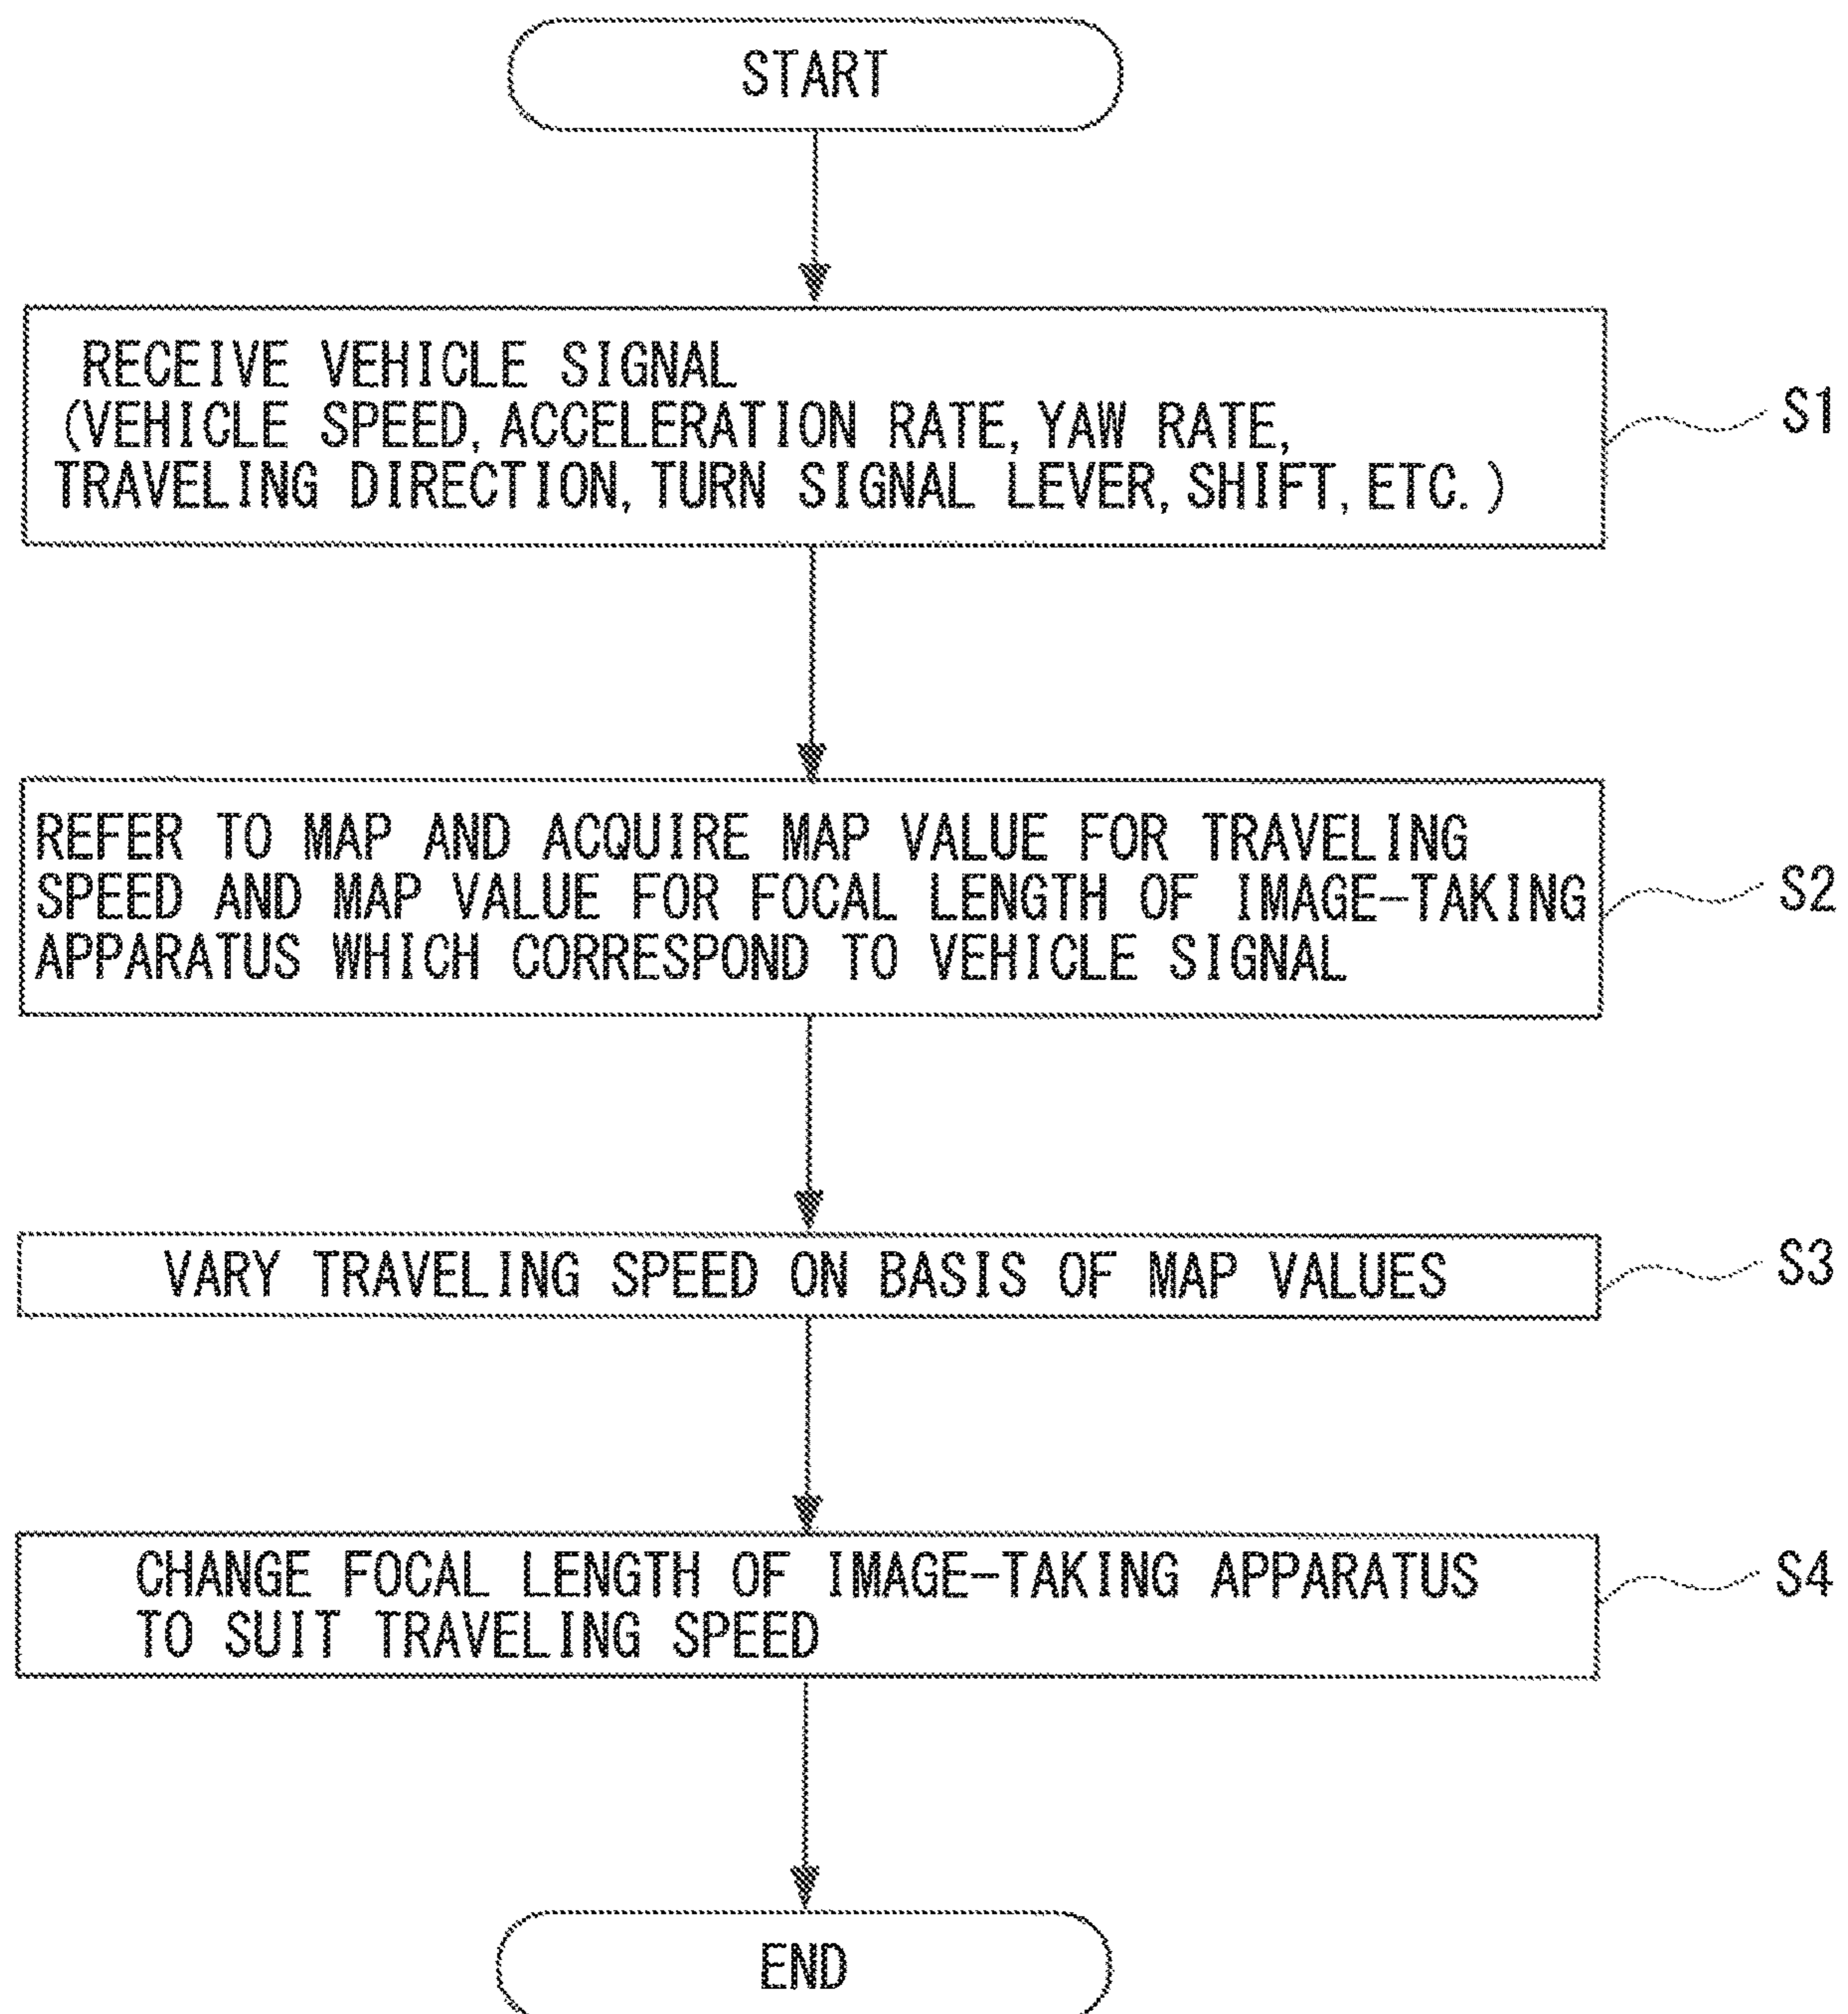 START
RECEIVE VEHICLE SIGNAL
(VEHICLE SPEED, ACCELERATION RATE, YAW RATE,
TRAVELING DIRECTION, TURN SIGNAL LEVER, SHIFT, ETC.)
S1
REFER TO MAP AND ACQUIRE MAP VALUE FOR TRAVELING
SPEED AND MAP VALUE FOR FOCAL LENGTH OF IMAGE-TAKING
APPARATUS WHICH CORRESPOND TO VEHICLE SIGNAL
S2
VARY TRAVELING SPEED ON BASIS OF MAP VALUES
S3
CHANGE FOCAL LENGTH OF IMAGE-TAKING APPARATUS
TO SUIT TRAVELING SPEED
S4
END